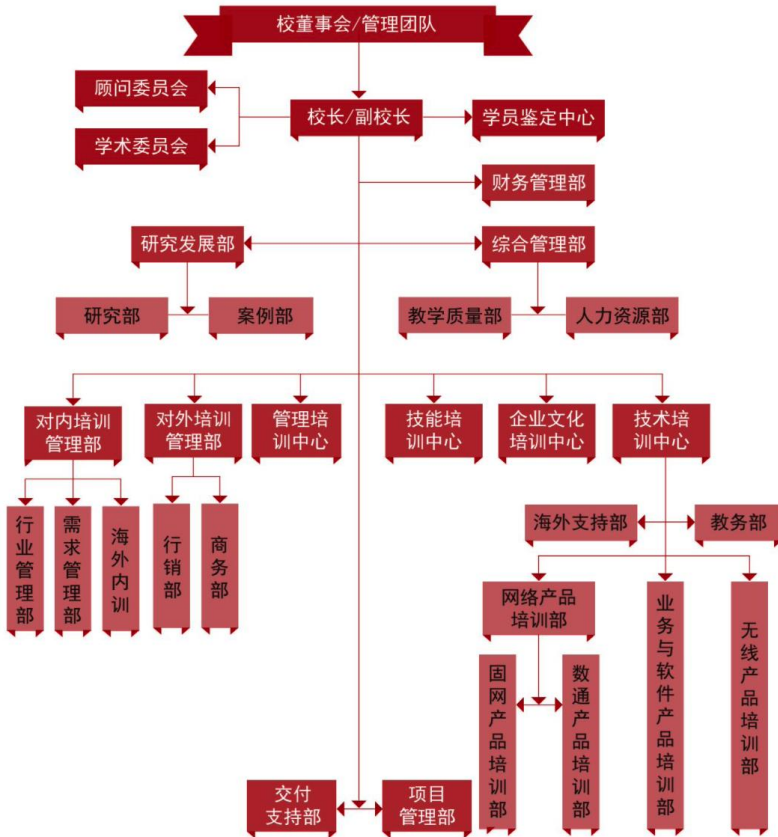 校董事会/管理团队
顾问委员会
校长/副校长
学员鉴定中心
学术委员会
财务管理部
研究发展部
综合管理部
研究部
案例部
教学质量部
人力资源部
对内培训
管理部
对外培训
管理部
管理培
训中心
技能培
训中心
企业文化
培训中心
技术培
训中心
行业管理部
需求管理部
海外内训
行销部
商务部
海外支持部
教务部
网络产品
培训部
业务与软件产品培训部
无线产品培训部
固网产品培训部
数通产品培训部
交付
支持部
项目
管理部